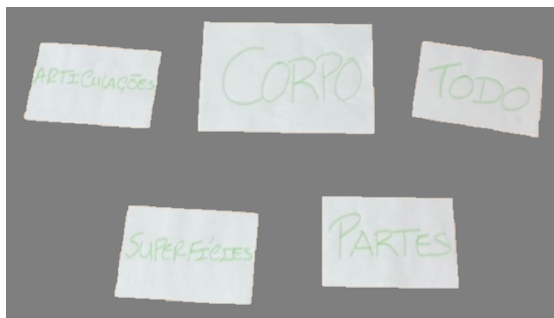 ARTICULAÇÕES
CORPO
TODO
SUPERFÍCIES
PARTES